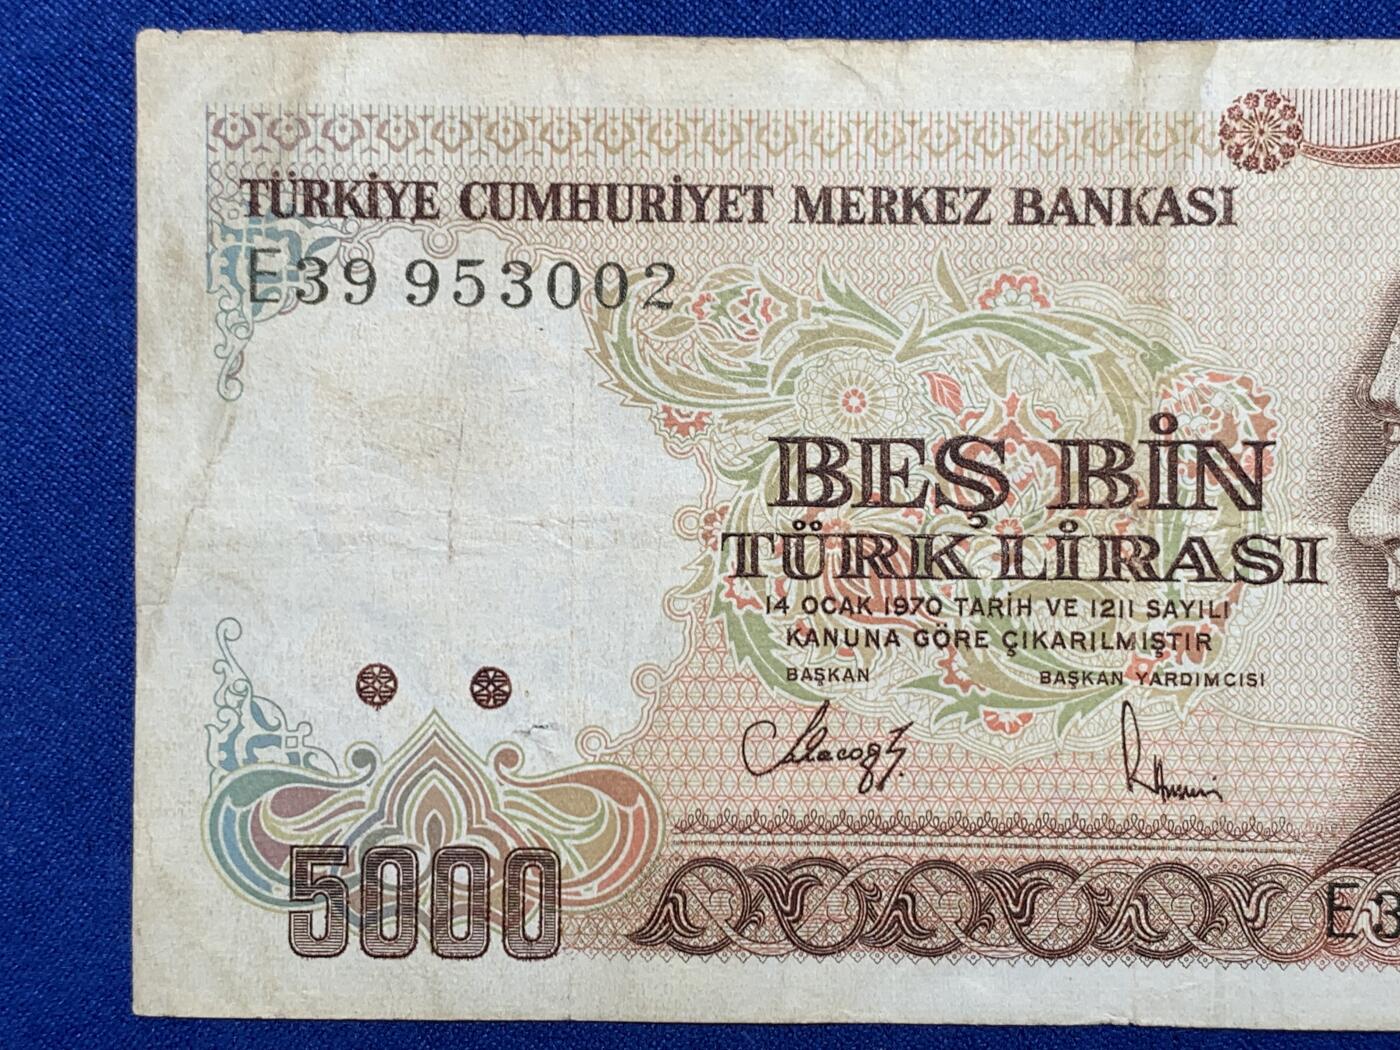 TÜRKİYE CUMHURİYET MERKEZ BANKASI
E39 953002
BEŞ BİN
TÜRK LİRASI
14 OCAK 1970 TARİH VE 1211 SAYILI
KANUNA GÖRE ÇIKARILMIŞTIR
BAŞKAN BAŞKAN YARDIMCISI
5000
E3